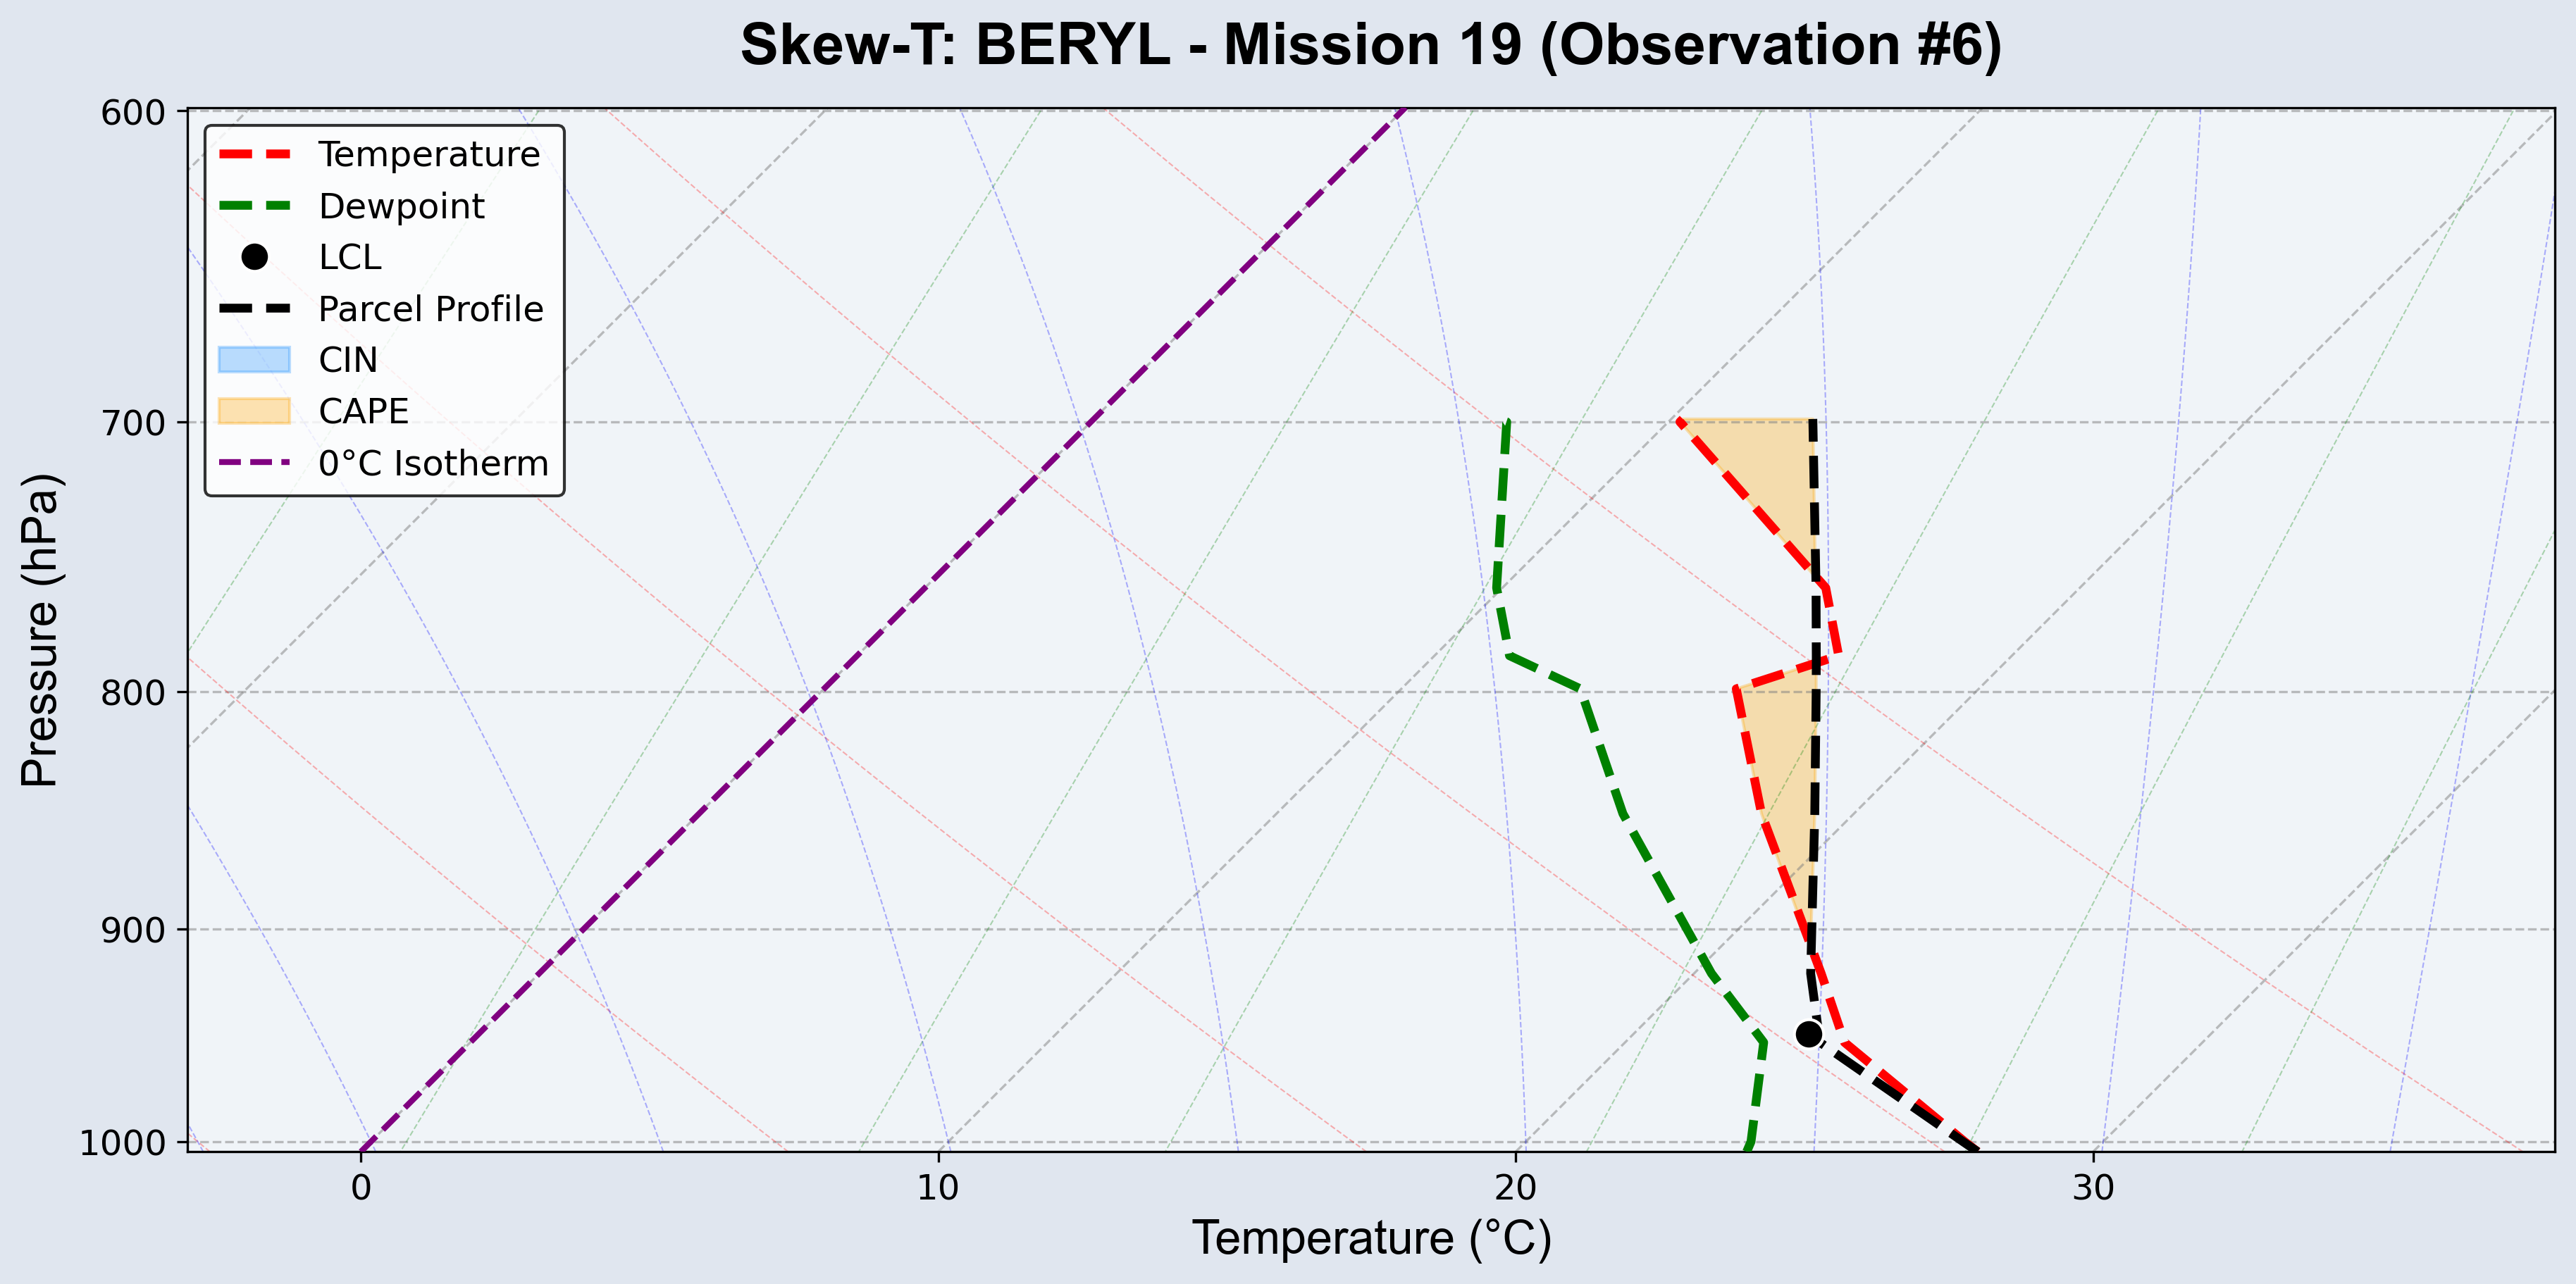 Skew-T: BERYL - Mission 19 (Observation #6)
Temperature
Dewpoint
LCL
Parcel Profile
CIN
CAPE
0°C Isotherm
Pressure (hPa)
600
700
800
900
1000
0
10
20
30
Temperature (°C)